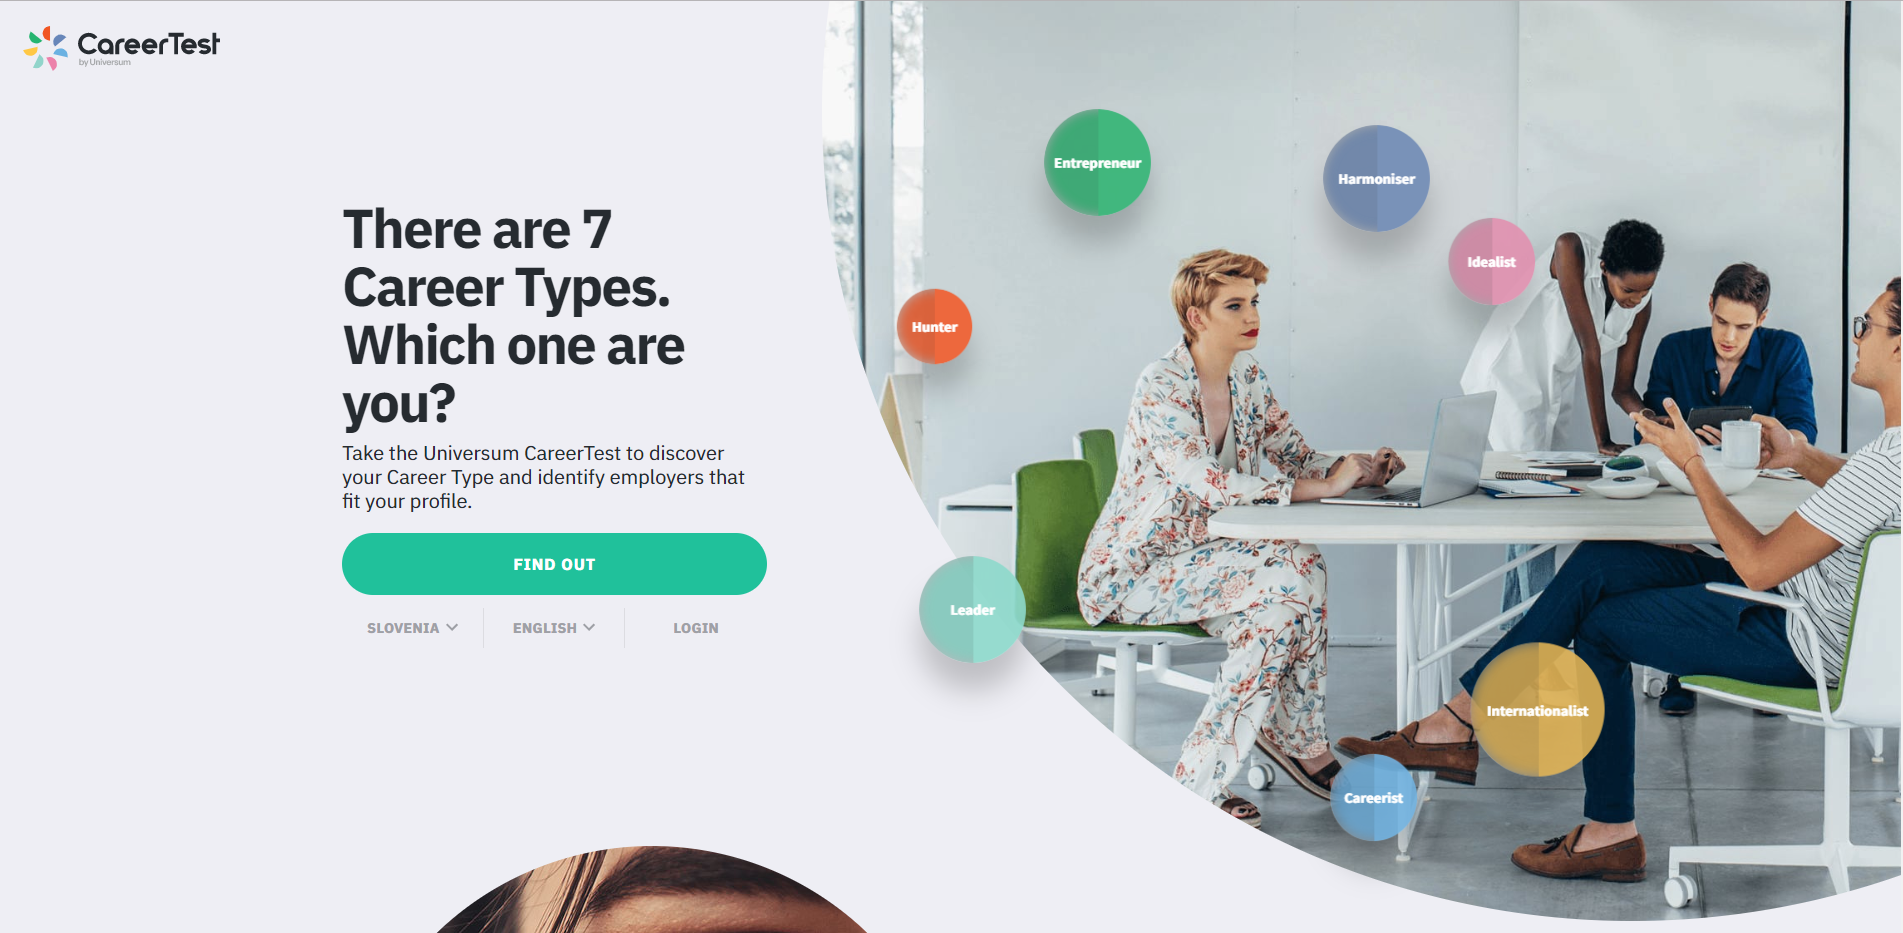 CareerTest
by Universum
There are 7
Career Types.
Which one are
you?
Take the Universum CareerTest to discover
your Career Type and identify employers that
fit your profile.
FIND OUT
SLOVENIA
ENGLISH
LOGIN
Entrepreneur
Harmoniser
Idealist
Hunter
Leader
Internationalist
Careerist